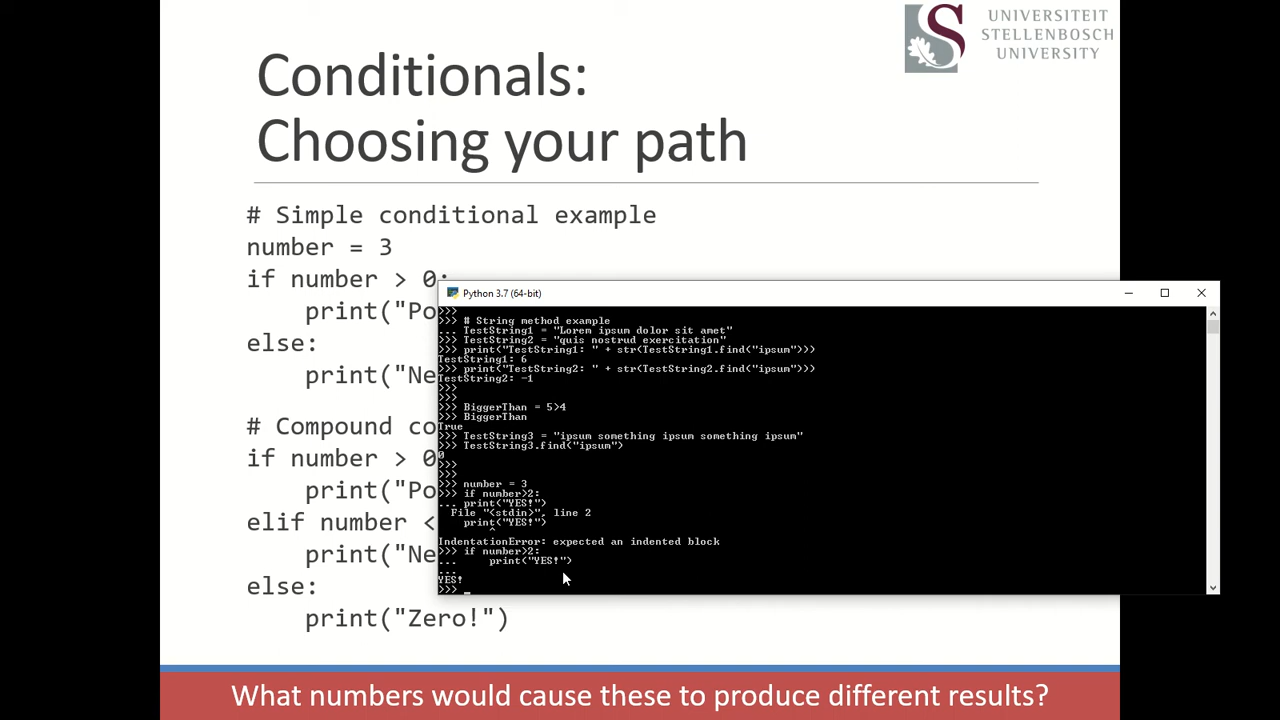 UNIVERSITEIT
STELLENBOSCH
UNIVERSITY
Conditionals:
Choosing your path
# Simple conditional example
number = 3
if number > 0:
print("Po
else:
print("Ne
# Compound co
if number > 0
print("Po
elif number <
print("Ne
else:
print("Zero!")
Python 3.7 (64-bit)
>>>
>>> # String method example
... TestString1 = "Lorem ipsum dolor sit amet"
>>> TestString2 = "quis nostrud exercitation"
>>> print("TestString1: " + str(TestString1.find("ipsum")))
TestString1: 6
>>> print("TestString2: " + str(TestString2.find("ipsum")))
TestString2: -1
>>>
>>>
>>> BiggerThan = 5>4
>>> BiggerThan
True
>>> TestString3 = "ipsum something ipsum something ipsum"
>>> TestString3.find("ipsum")
0
>>>
>>>
>>> number = 3
>>> if number>2:
... print("YES!")
File "<stdin>", line 2
print("YES!")
^
IndentationError: expected an indented block
>>> if number>2:
...     print("YES!")
...
YES!
>>> _
What numbers would cause these to produce different results?